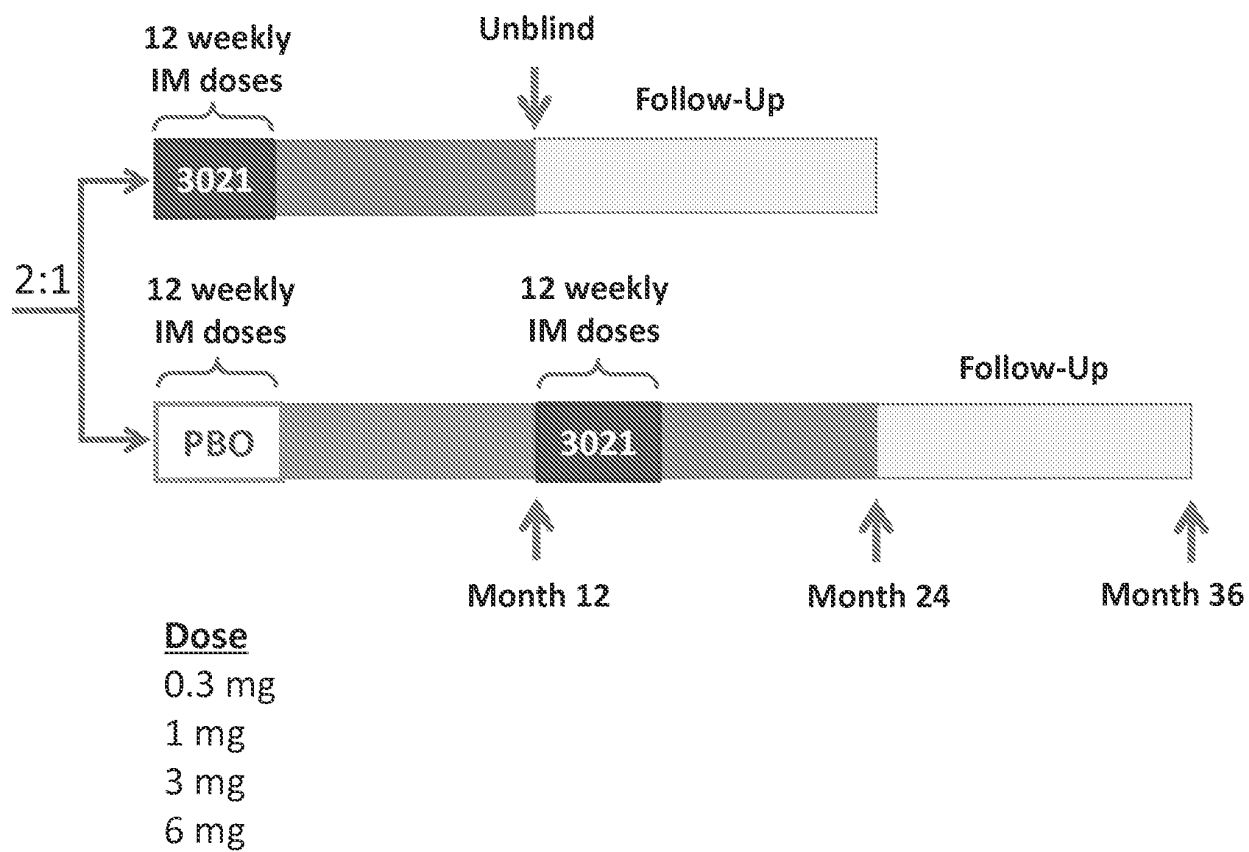 12 weekly
IM doses
Unblind
Follow-Up
3021
2:1
12 weekly
IM doses
12 weekly
IM doses
Follow-Up
PBO
3021
Month 12
Month 24
Month 36
Dose
0.3 mg
1 mg
3 mg
6 mg